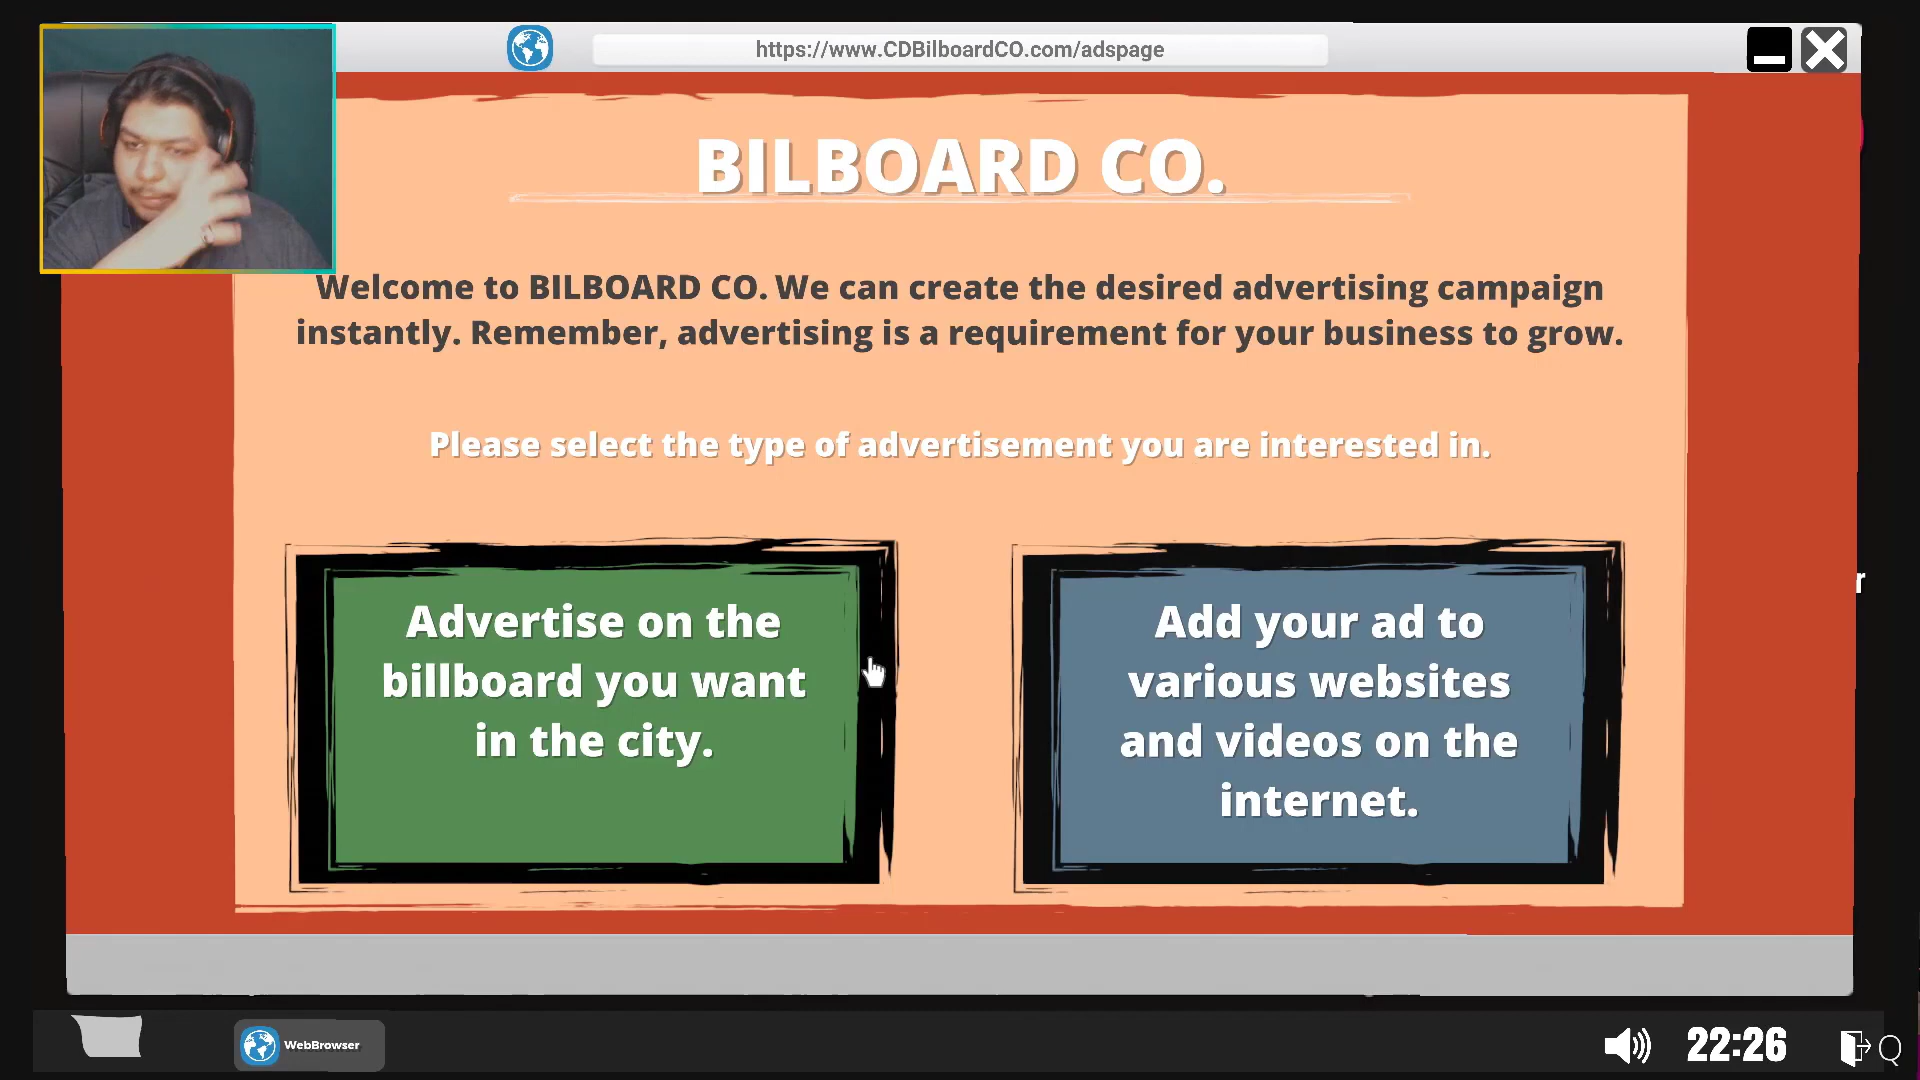 https://www.CDBilboardCO.com/adspage
BILBOARD CO.
Welcome to BILBOARD CO. We can create the desired advertising campaign
instantly. Remember, advertising is a requirement for your business to grow.
Please select the type of advertisement you are interested in.
Advertise on the
billboard you want
in the city.
Add your ad to
various websites
and videos on the
internet.
r
WebBrowser
22:26
Q